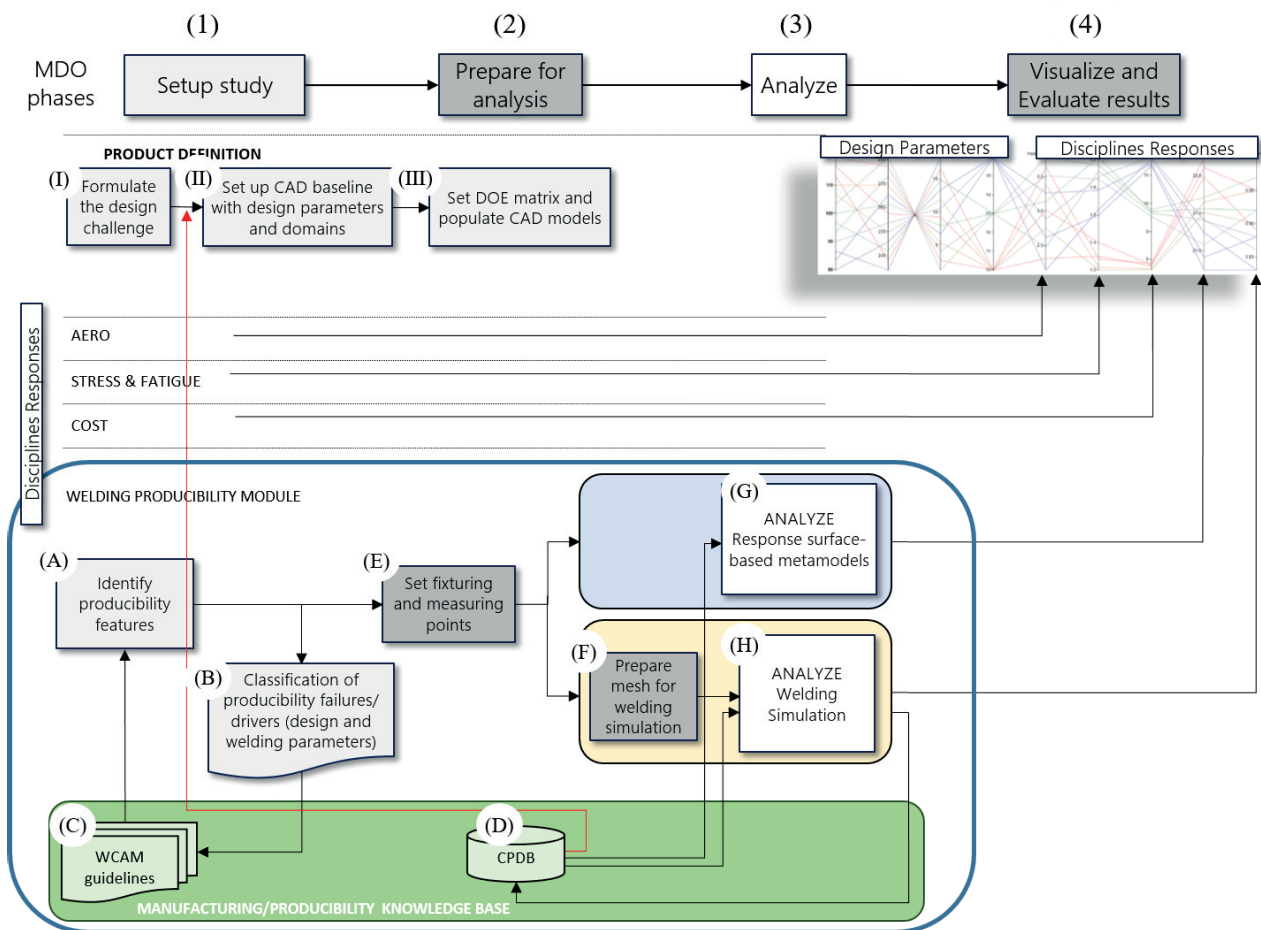 (1)
(2)
(3)
(4)
MDO
phases
Setup study
Prepare for
analysis
Analyze
Visualize and
Evaluate results
PRODUCT DEFINITION
Design Parameters
Disciplines Responses
(I)
Formulate
the design
challenge
(II)
Set up CAD baseline
with design parameters
and domains
(III)
Set DOE matrix and
populate CAD models
Disciplines Responses
AERO
STRESS & FATIGUE
COST
WELDING PRODUCIBILITY MODULE
(A)
Identify
producibility
features
(B)
Classification of
producibility failures/
drivers (design and
welding parameters)
(E)
Set fixturing
and measuring
points
(G)
ANALYZE
Response surface-
based metamodels
(F)
Prepare
mesh for
welding
simulation
(H)
ANALYZE
Welding
Simulation
(C)
WCAM
guidelines
(D)
CPDB
MANUFACTURING/PRODUCIBILITY KNOWLEDGE BASE